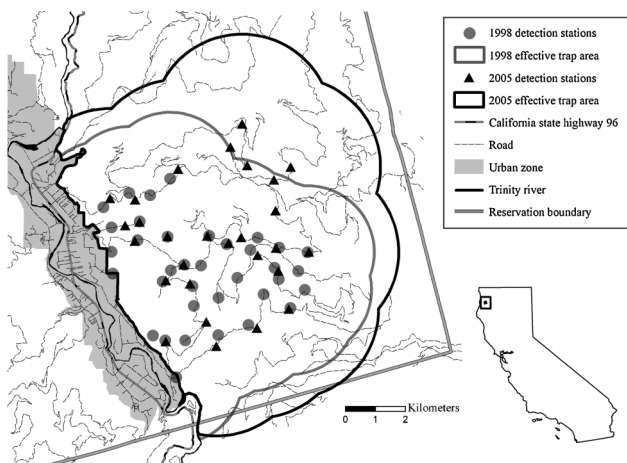 1998 detection stations
1998 effective trap area
2005 detection stations
2005 effective trap area
California state highway 96
Road
Urban zone
Trinity river
Reservation boundary
Kilometers
0 1 2